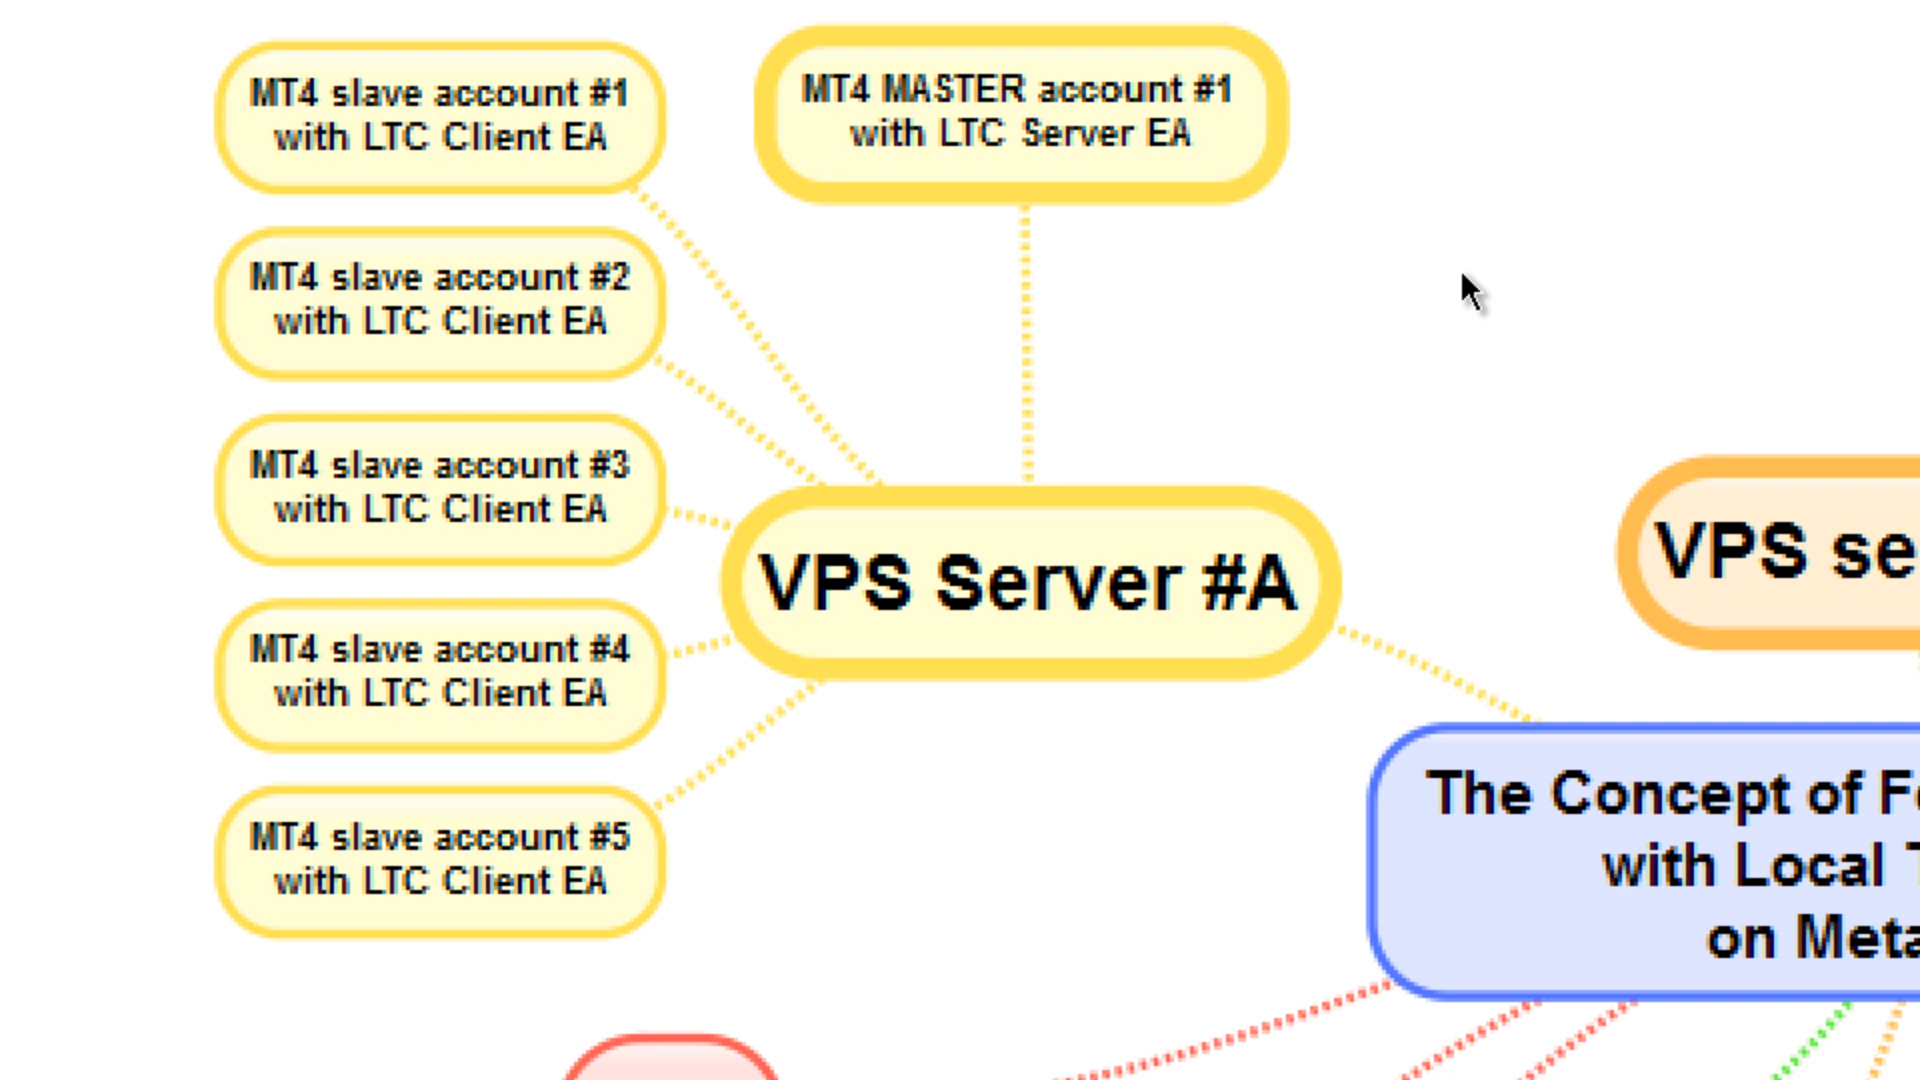 MT4 slave account #1
with LTC Client EA
MT4 MASTER account #1
with LTC Server EA
MT4 slave account #2
with LTC Client EA
MT4 slave account #3
with LTC Client EA
VPS Server #A
VPS se
MT4 slave account #4
with LTC Client EA
MT4 slave account #5
with LTC Client EA
The Concept of Fo
with Local T
on Meta